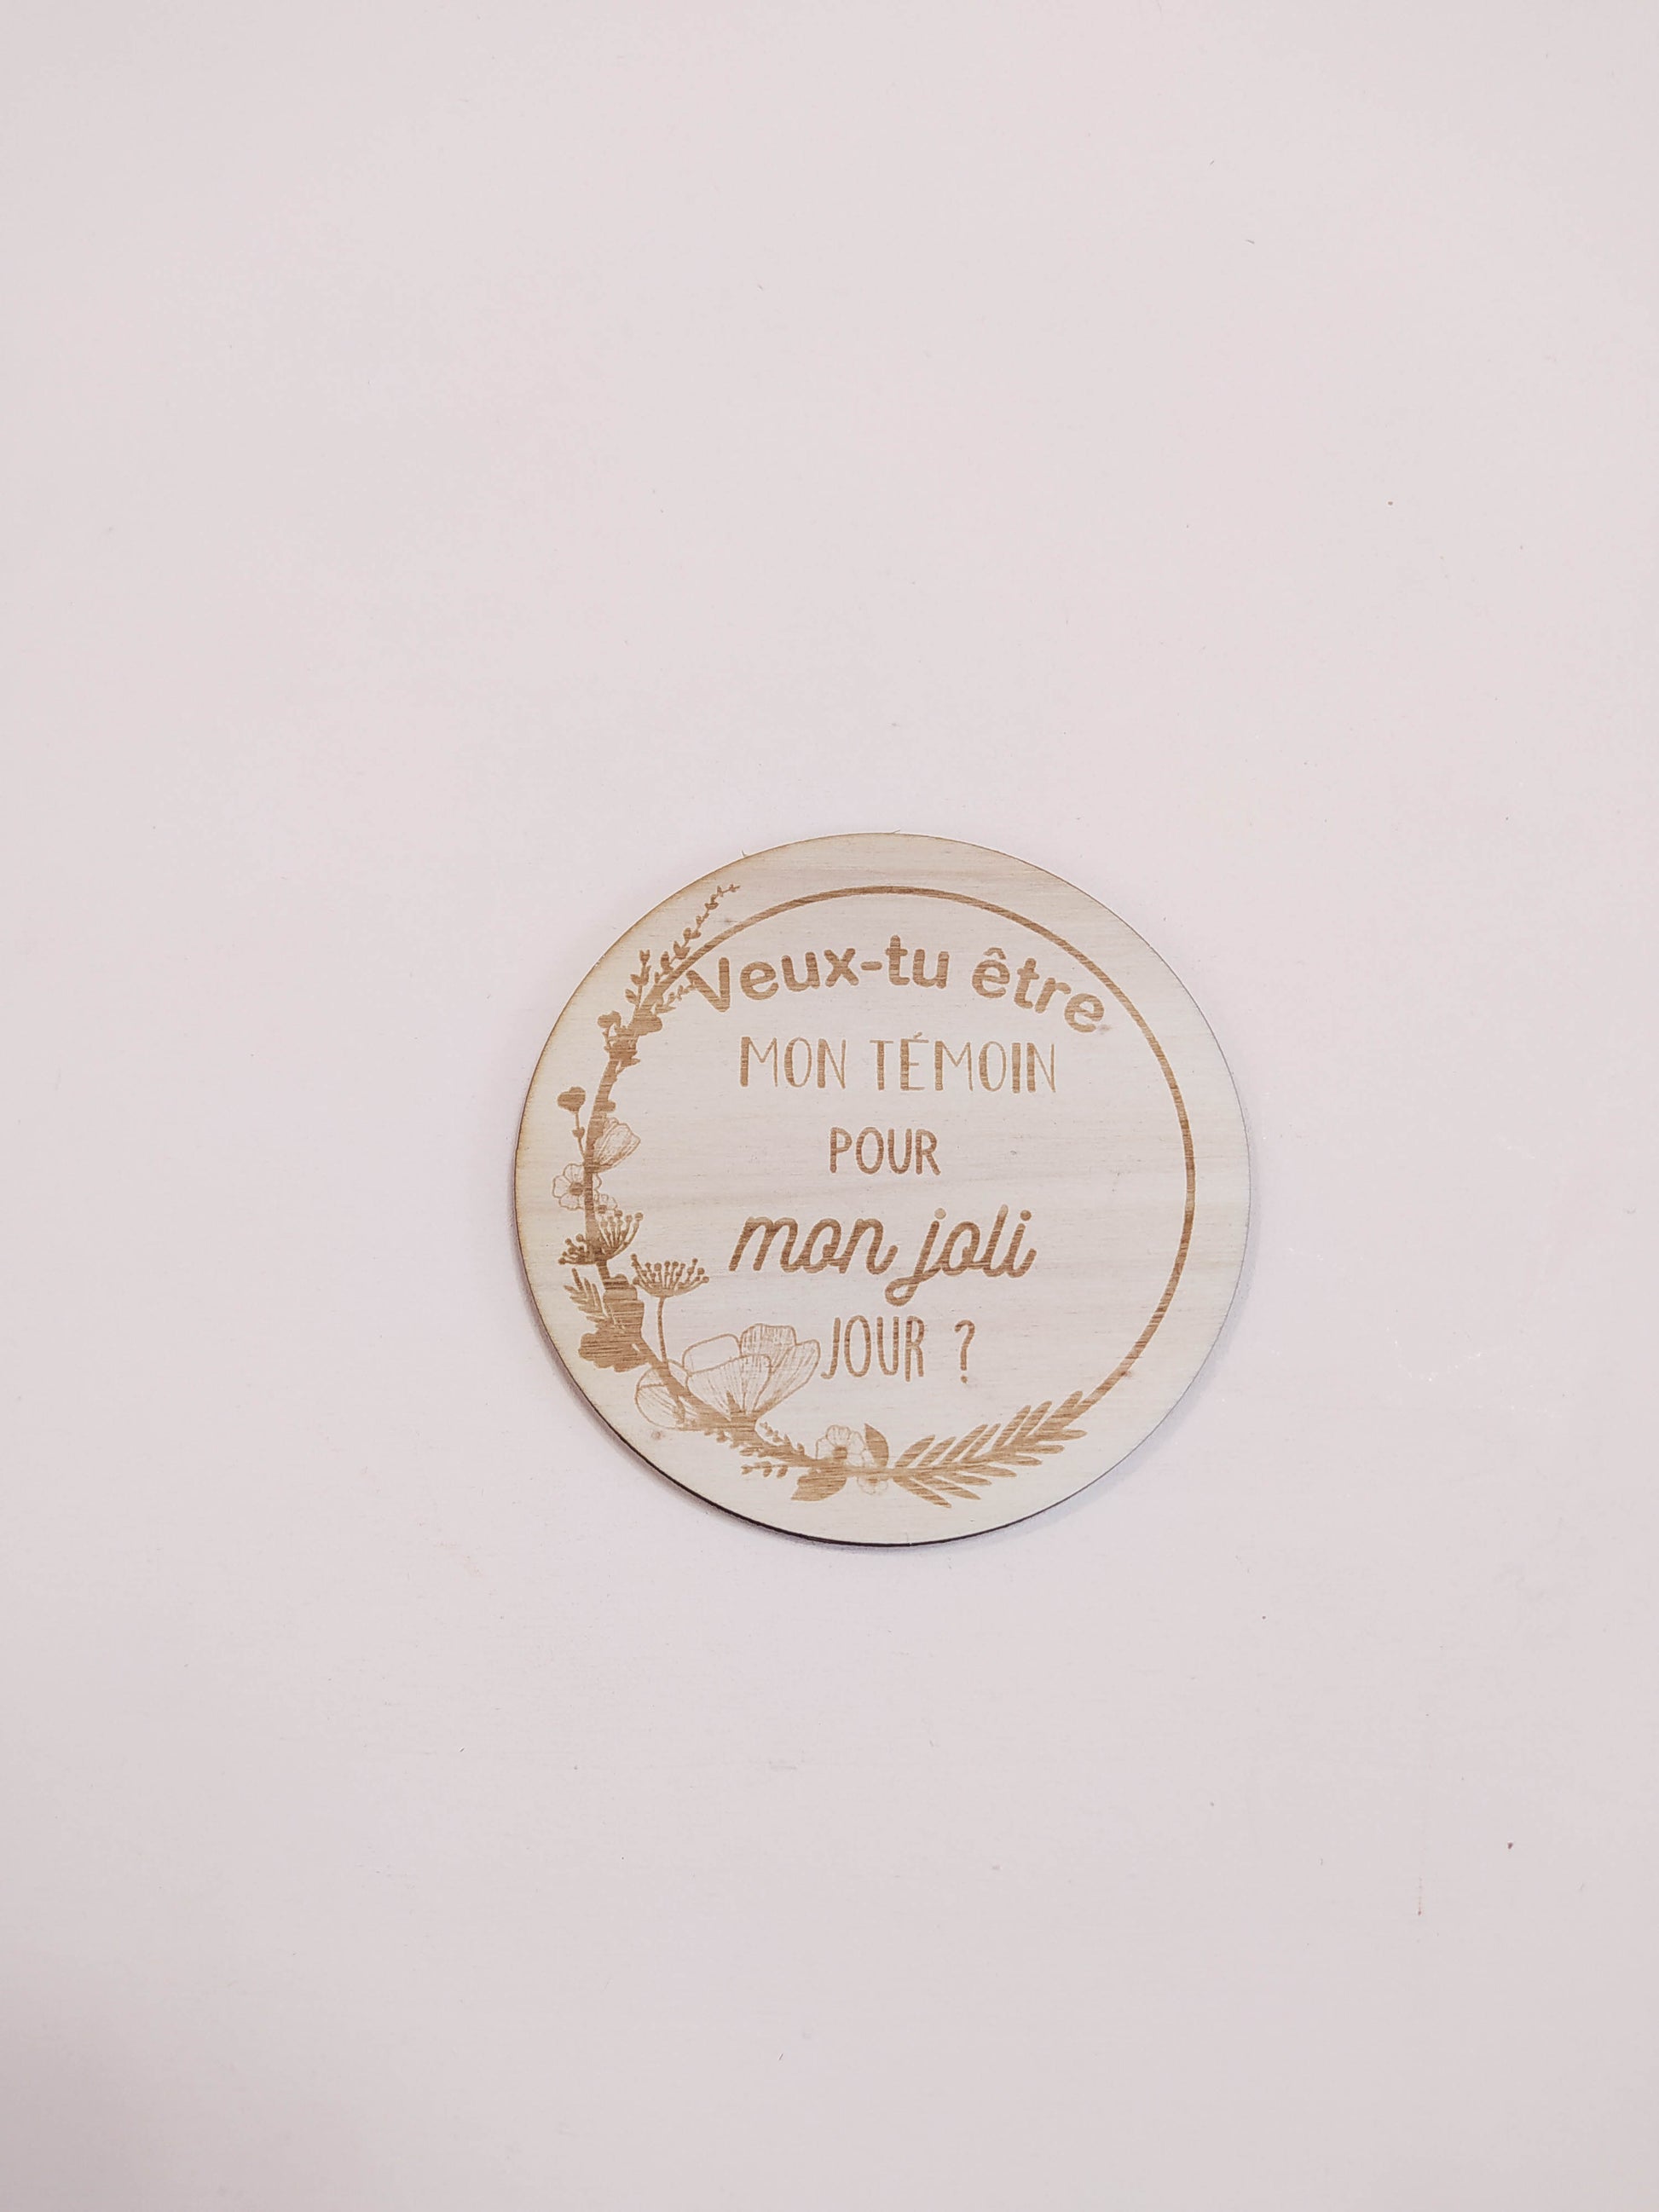 Veux-tu être
MON TÉMOIN
POUR
mon joli
JOUR ?